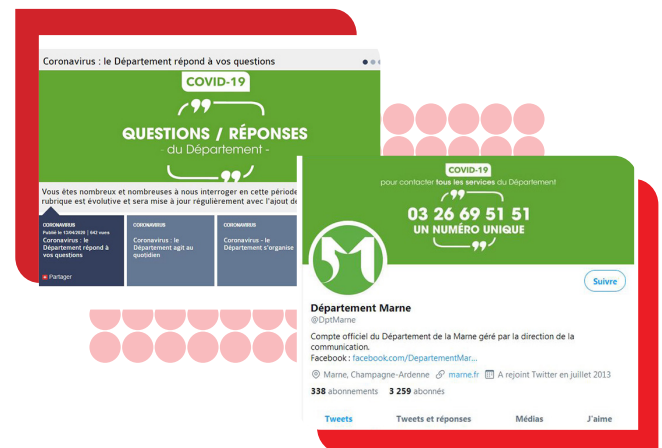 Coronavirus : le Département répond à vos questions
COVID-19
QUESTIONS / RÉPONSES
- du Département -
Vous êtes nombreux et nombreuses à nous interroger en cette période
rubrique est évolutive et sera mise à jour régulièrement avec l'ajout de
CORONAVIRUS
Publié le 13/04/2020 | 642 vues
Coronavirus : le
Département répond à
vos questions
Partager
CORONAVIRUS
Coronavirus : le
Département agit au
quotidien
CORONAVIRUS
Coronavirus - le
Département s'organise
COVID-19
pour contacter tous les services du Département
03 26 69 51 51
UN NUMÉRO UNIQUE
Suivre
Département Marne
@DptMarne
Compte officiel du Département de la Marne géré par la direction de la
communication.
Facebook : facebook.com/DepartementMar...
Marne, Champagne-Ardenne marne.fr A rejoint Twitter en juillet 2013
338 abonnements 3 259 abonnés
Tweets Tweets et réponses Médias J'aime